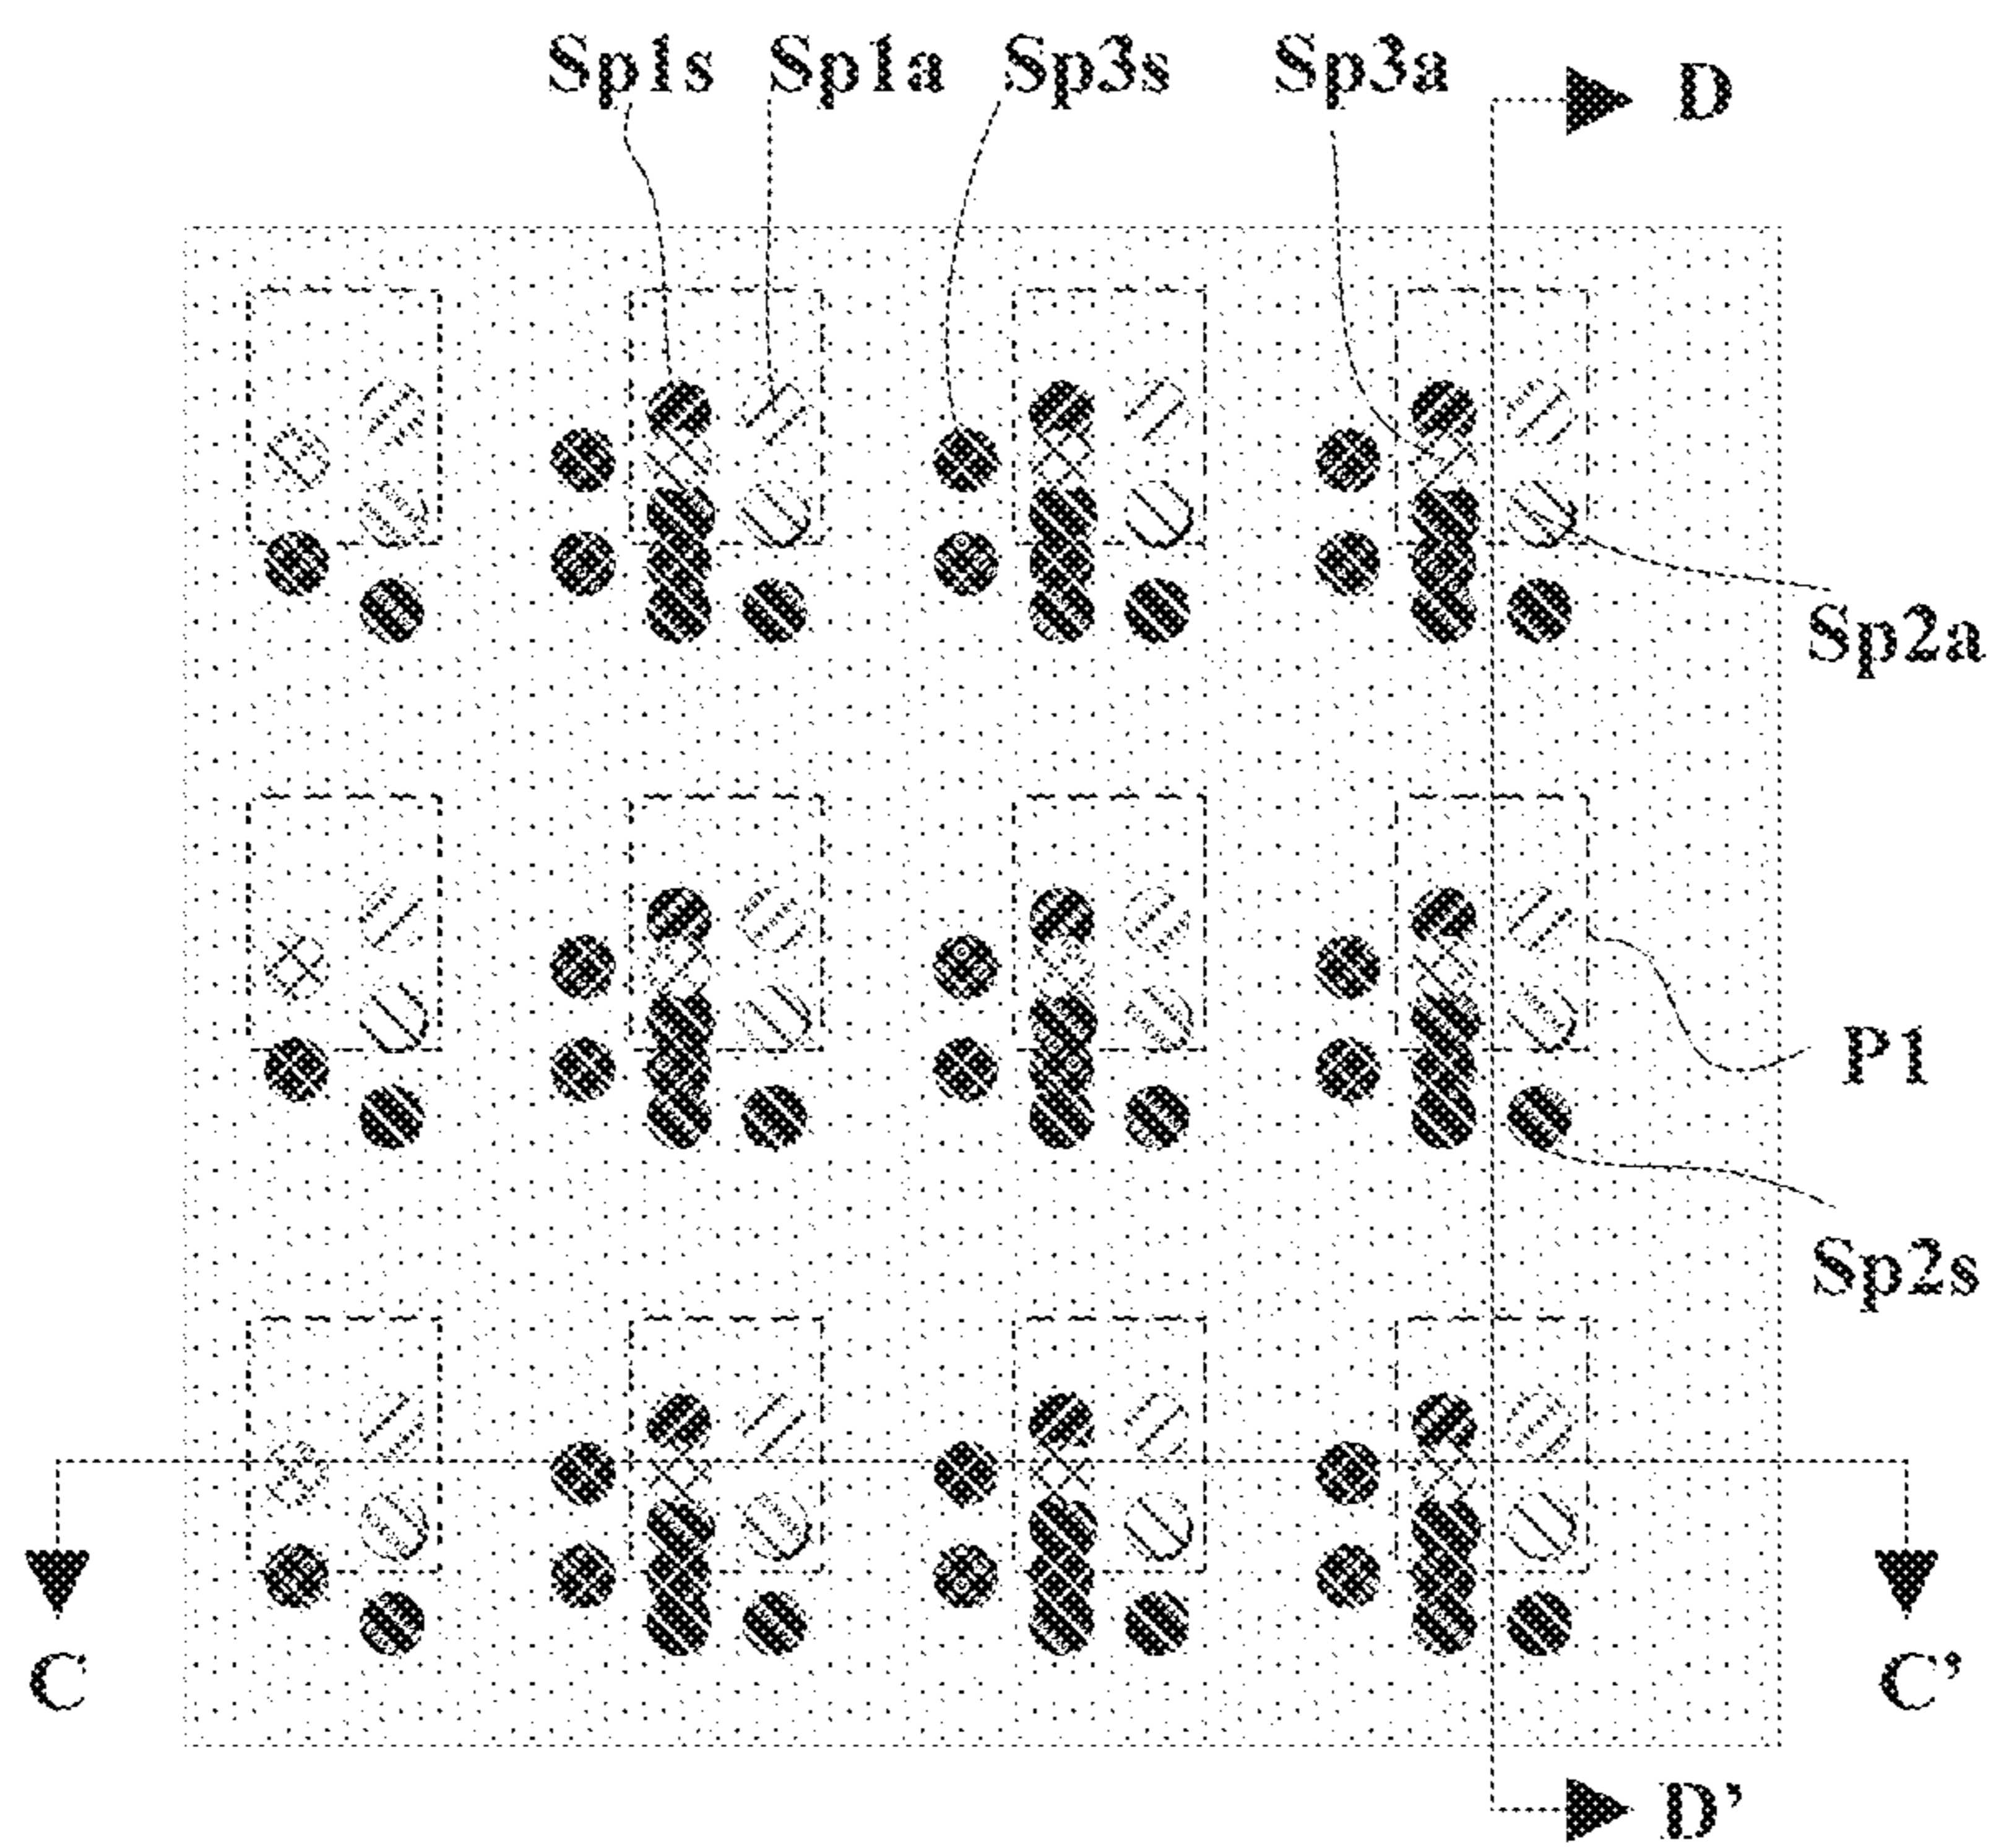 Sp1s Sp1a Sp3s Sp3a D
Sp2a
P1
Sp2s
C C’
D’